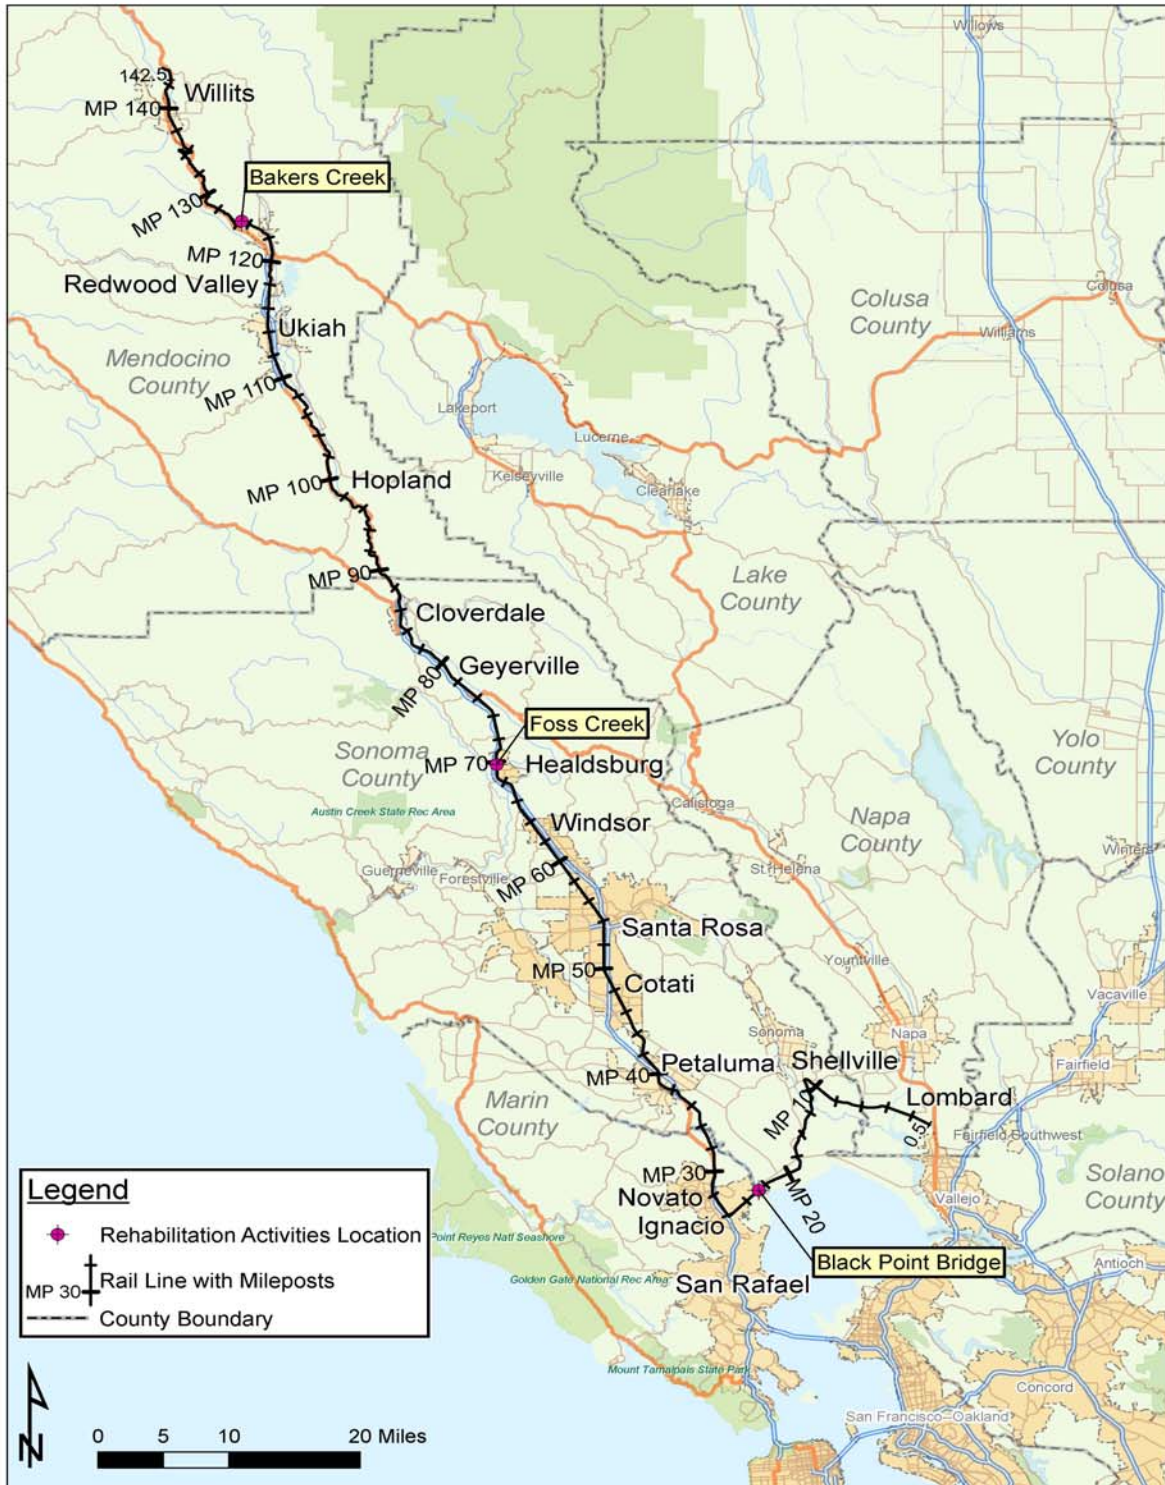 Willows
142.5
Willits
MP 140
Bakers Creek
MP 130
MP 120
Redwood Valley
Colusa
Colusa
County
Williams
Ukiah
Mendocino
County
MP 110
Lakeport
Lucerne
Kelseyville
Clearlake
MP 100
Hopland
MP 90
Lake
County
Cloverdale
Geyerville
MP 80
Foss Creek
Sonoma
County
MP 70
Healdsburg
Yolo
County
Austin Creek State Rec Area
Calistoga
Napa
County
Windsor
Winters
MP 60
Guerneville
Forestville
St. Helena
Santa Rosa
Yountville
MP 50
Cotati
Vacaville
Sonoma
Napa
Petaluma
MP 40
Shellville
Fairfield
Marin
County
MP 10
Lombard
0.5
Fairfield Southwest
MP 30
Solano
County
Novato
MP 20
Vallejo
Ignacio
Point Reyes Natl Seashore
Black Point Bridge
Antioch
Golden Gate National Rec Area
San Rafael
Mount Tamalpais State Park
Concord
San Francisco--Oakland
Legend
Rehabilitation Activities Location
MP 30
Rail Line with Mileposts
County Boundary
N
0 5 10 20 Miles